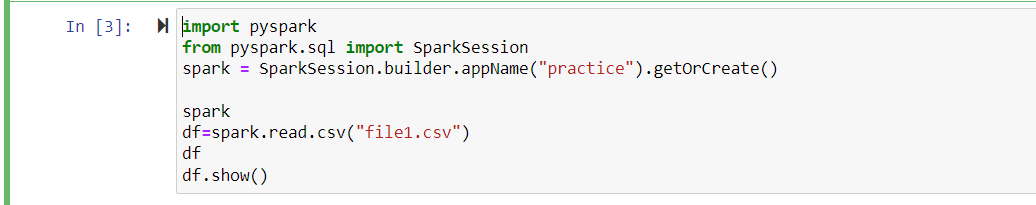 In [3]:
import pyspark
from pyspark.sql import SparkSession
spark = SparkSession.builder.appName("practice").getOrCreate()
spark
df=spark.read.csv("file1.csv")
df
df.show()